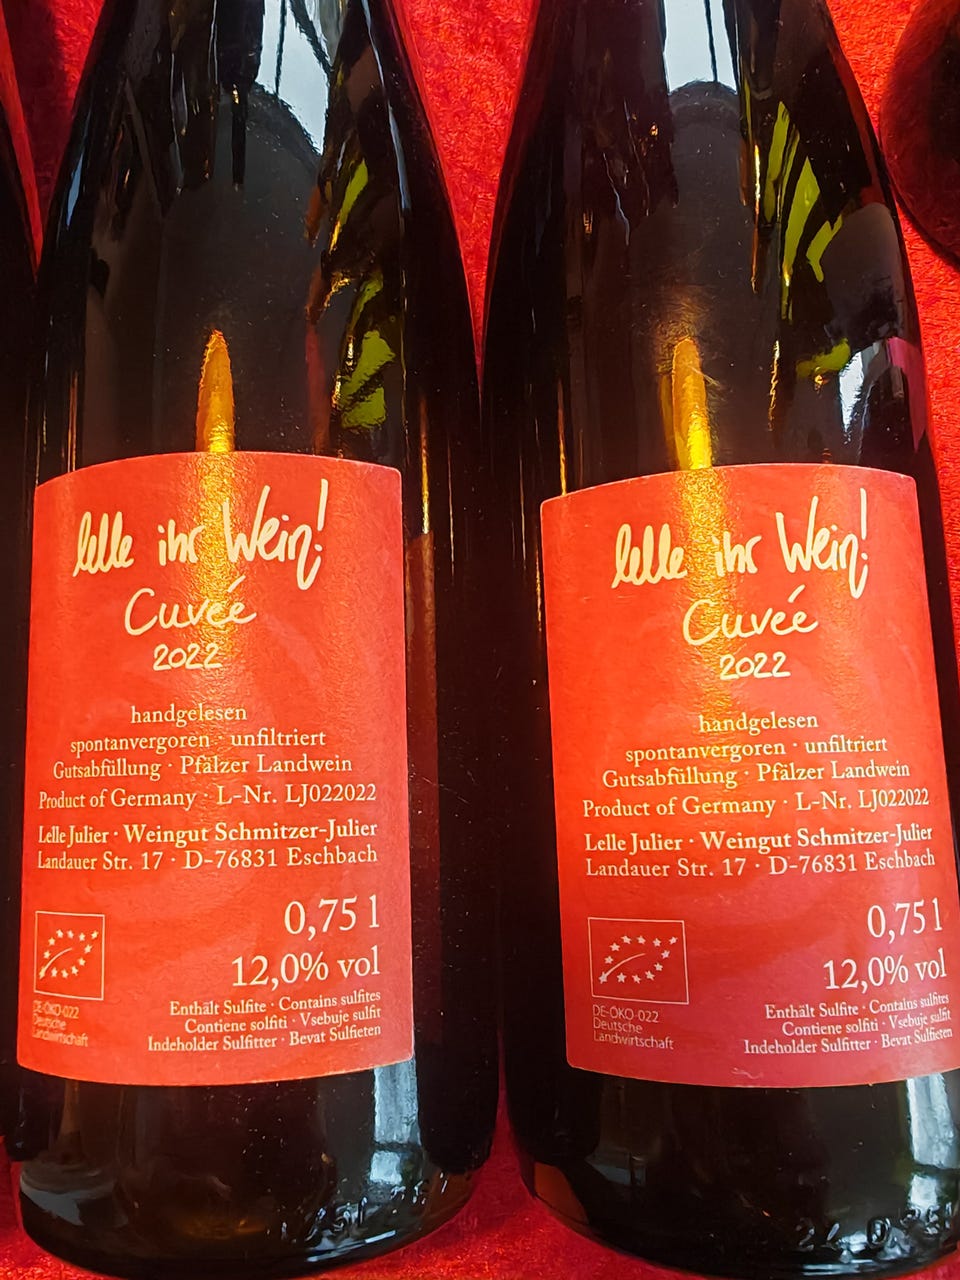 lelle ihr Wein!
Cuvéé
2022
handgelesen
spontanvergoren · unfiltriert
Gutsabfüllung · Pfälzer Landwein
Product of Germany · L-Nr. LJ022022
Lelle Julier · Weingut Schmitzer-Julier
Landauer Str. 17 · D-76831 Eschbach
0,75 l
12,0% vol
DE-ÖKO-022
Deutsche
Landwirtschaft
Enthält Sulfite · Contains sulfites
Contiene solfiti · Vsebuje sulfit
Indeholder Sulfitter · Bevat Sulfieten
lelle ihr Wein!
Cuvéé
2022
handgelesen
spontanvergoren · unfiltriert
Gutsabfüllung · Pfälzer Landwein
Product of Germany · L-Nr. LJ022022
Lelle Julier · Weingut Schmitzer-Julier
Landauer Str. 17 · D-76831 Eschbach
0,75 l
12,0% vol
DE-ÖKO-022
Deutsche
Landwirtschaft
Enthält Sulfite · Contains sulfites
Contiene solfiti · Vsebuje sulfit
Indeholder Sulfitter · Bevat Sulfieten